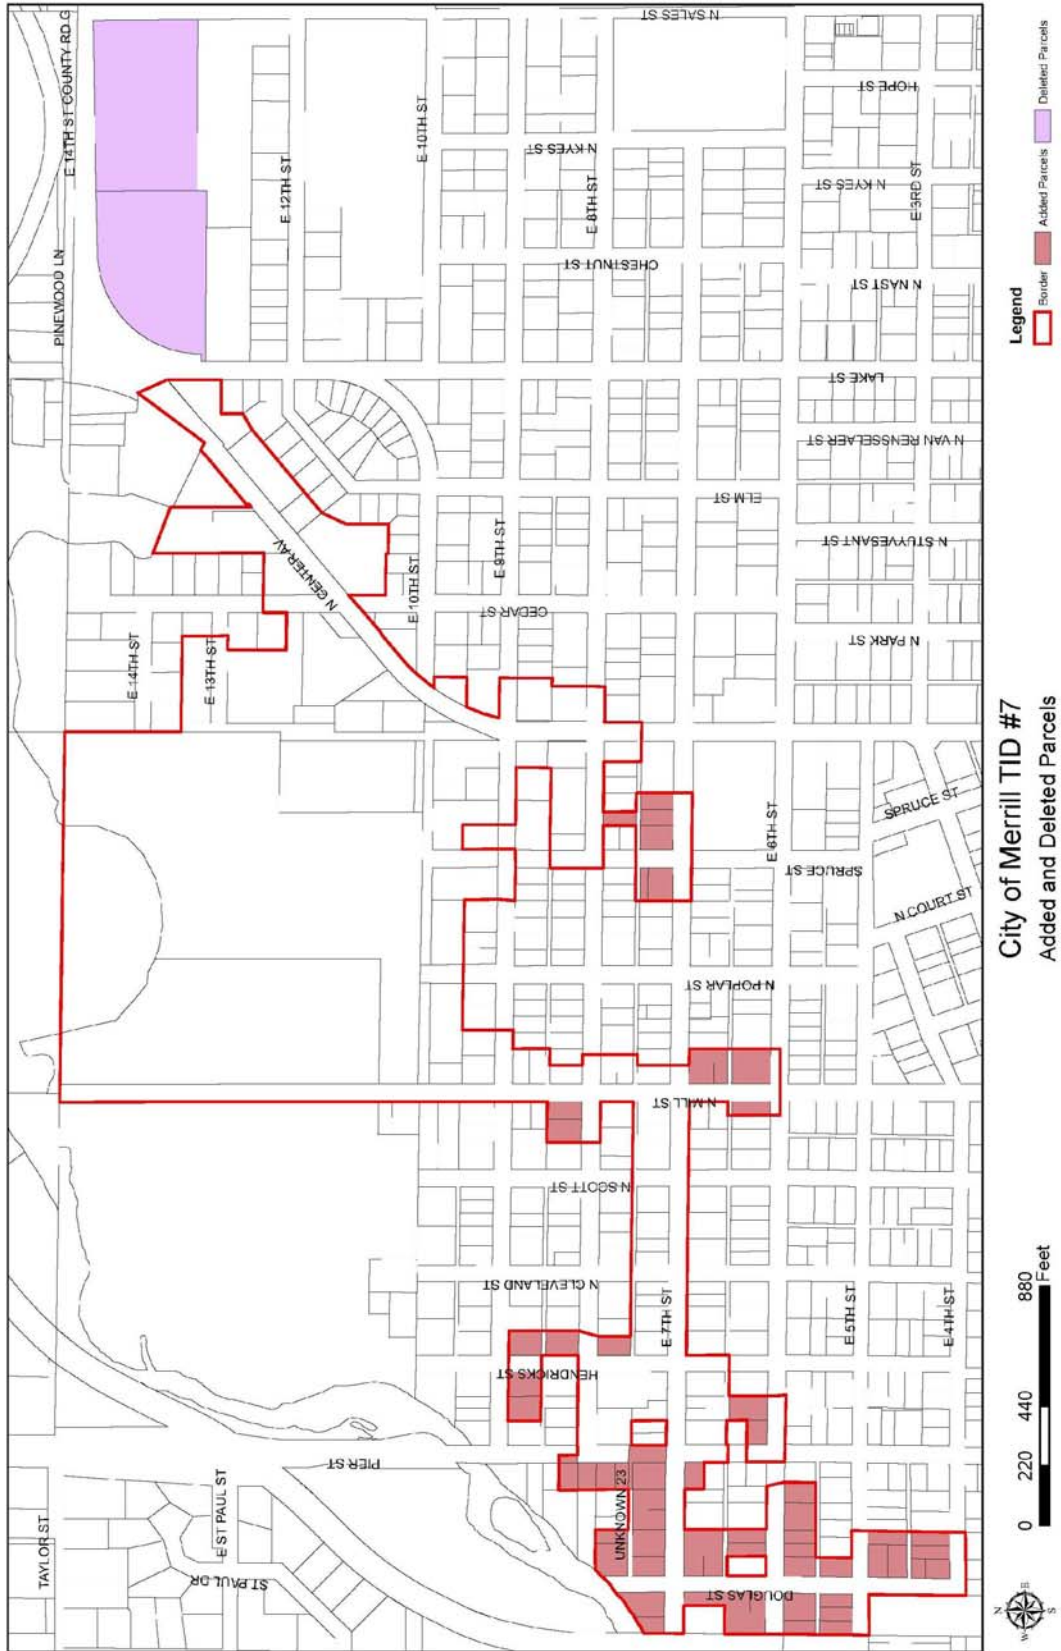 N SALES ST
E 14TH ST COUNTY RD G
HOPE ST
E 10TH ST
N KYES ST
E 12TH ST
E 8TH ST
N KYES ST
E 3RD ST
PINEWOOD LN
CHESTNUT ST
N NAST ST
LAKE ST
N VAN RENSSELAER ST
ELM ST
N CENTER AV
E 9TH ST
N STUYVESANT ST
E 10TH ST
CEDAR ST
E 14TH ST
E 13TH ST
N PARK ST
SPRUCE ST
E 6TH ST
SPRUCE ST
N COURT ST
N POPLAR ST
N MILL ST
N SCOTT ST
N CLEVELAND ST
E 7TH ST
E 5TH ST
E 4TH ST
HENDRICKS ST
PIER ST
UNKNOWN 23
TAYLOR ST
E ST PAUL ST
ST PAUL DR
DOUGLAS ST
N
W
E
S
0 220 440 880
Feet
City of Merrill TID #7
Added and Deleted Parcels
Legend
Border
Added Parcels
Deleted Parcels